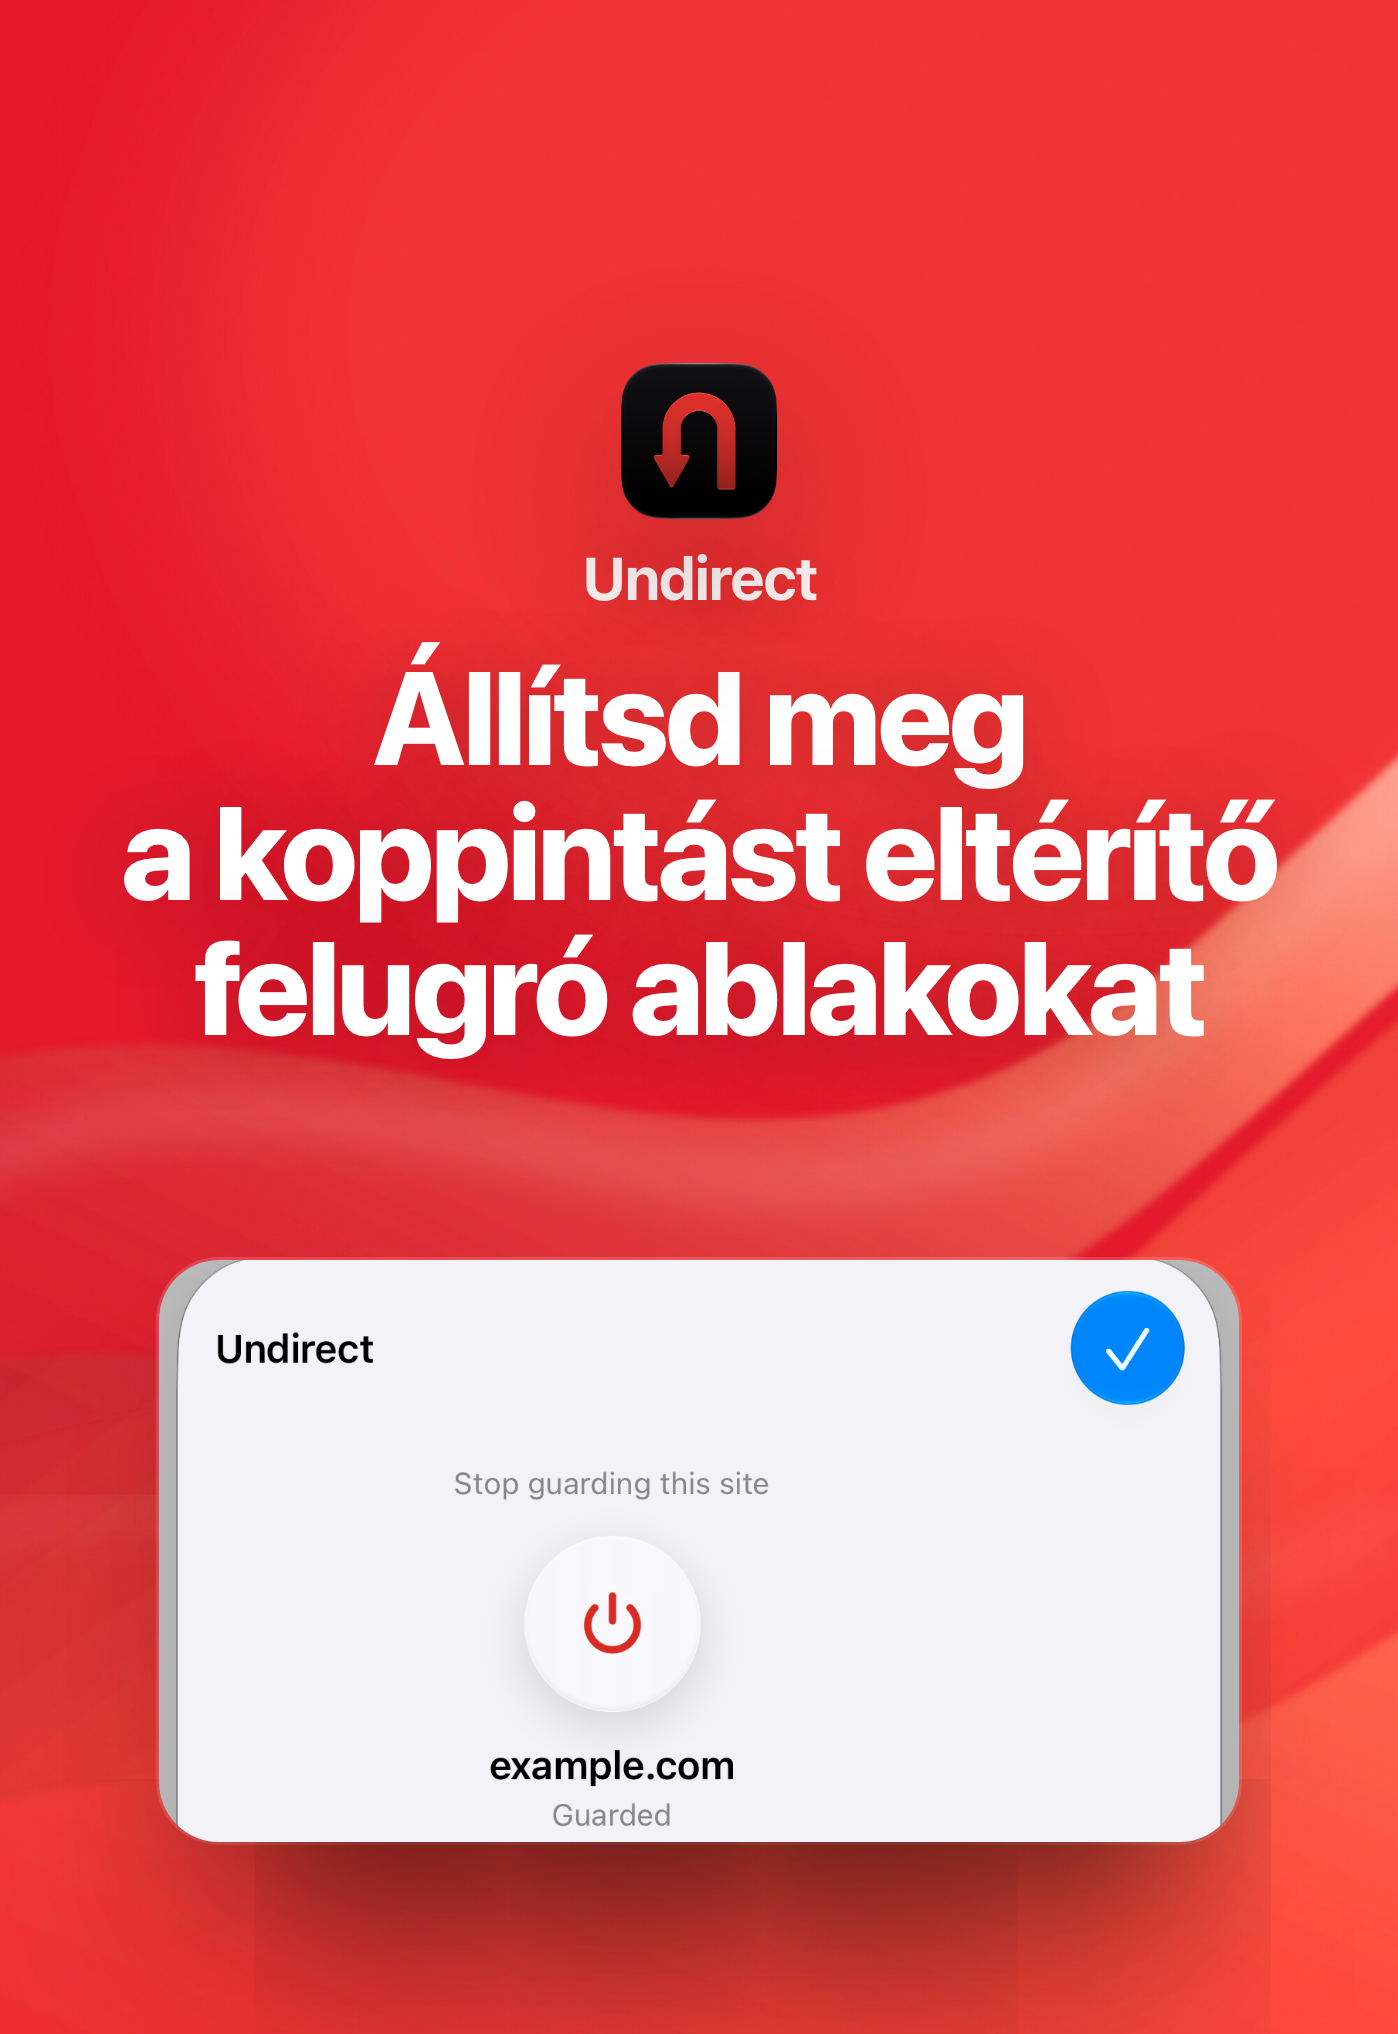 Undirect
Állítsd meg
a koppintást eltérítő
felugró ablakokat
Undirect
Stop guarding this site
example.com
Guarded